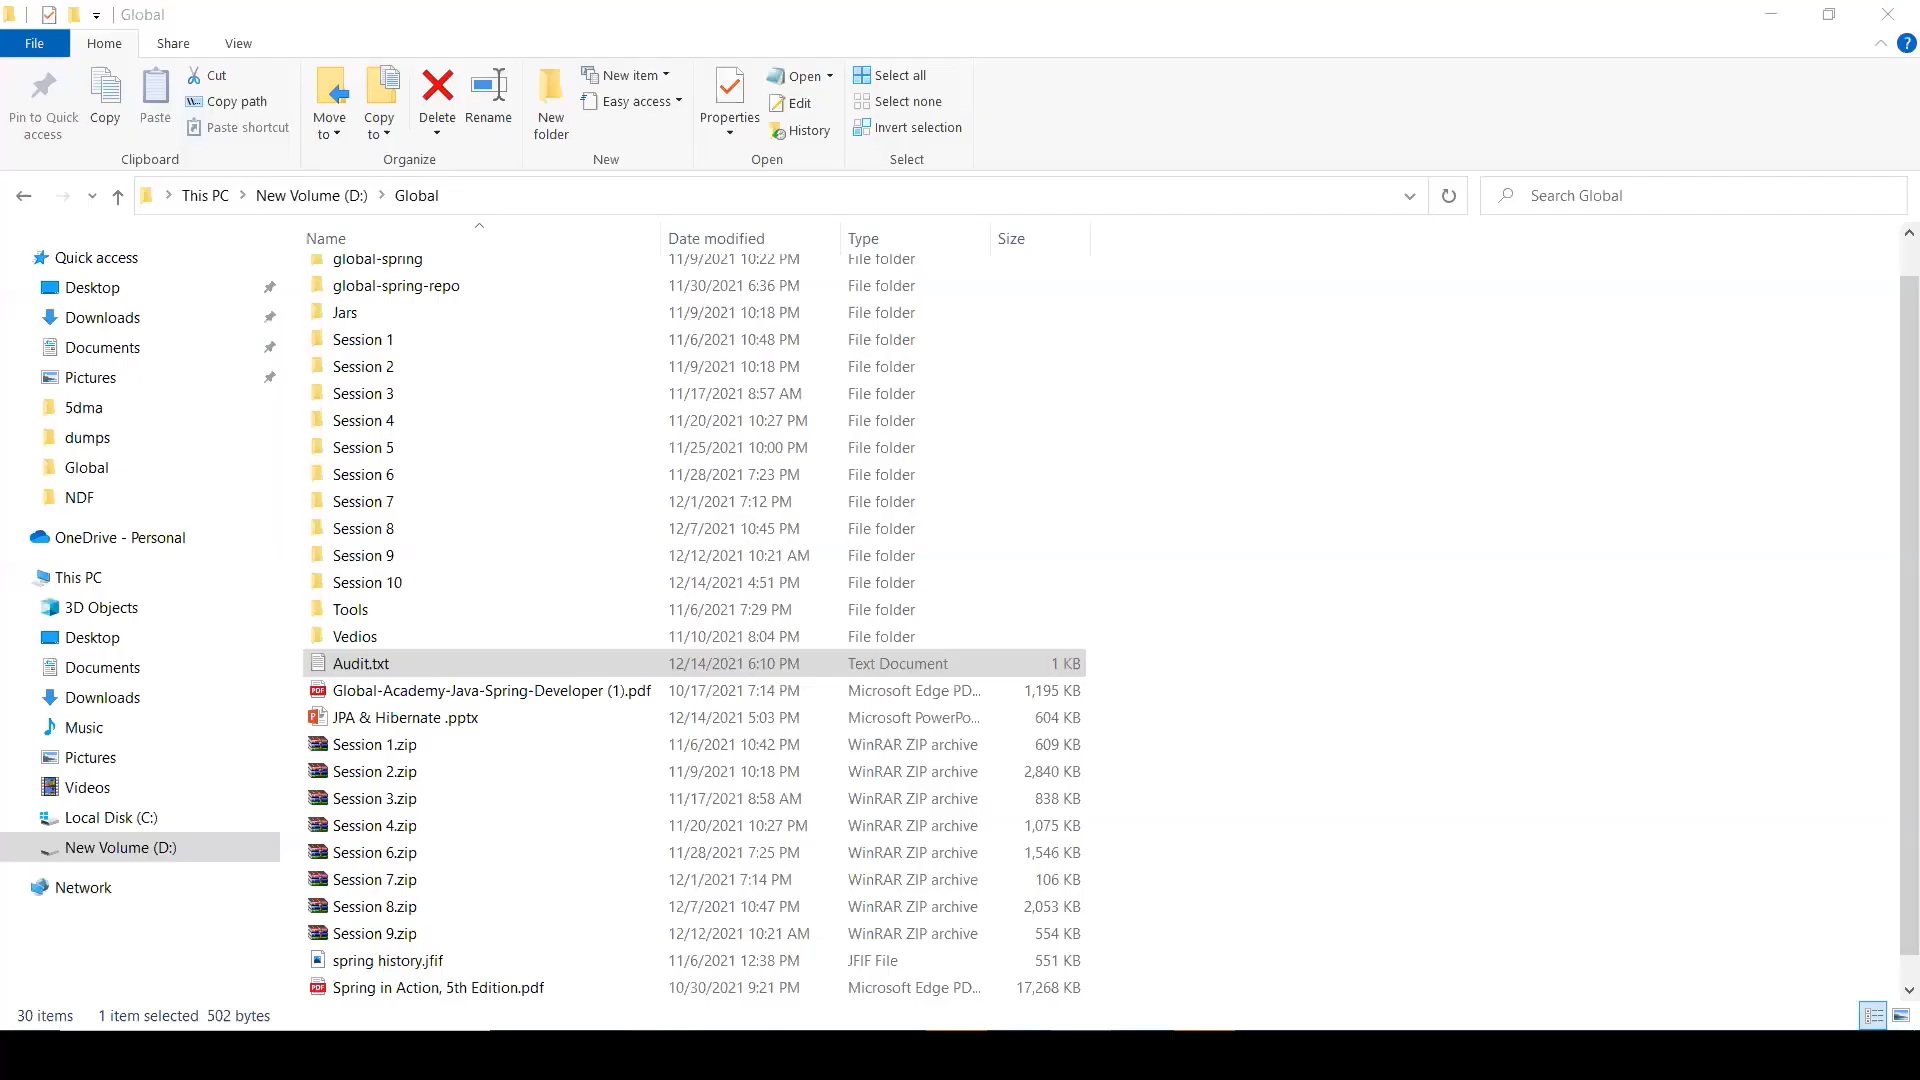 Global
File Home Share View
Pin to Quick access
Copy
Paste
Cut
Copy path
Paste shortcut
Clipboard
Move to
Copy to
Delete
Rename
Organize
New folder
New item
Easy access
New
Properties
Open
Edit
History
Open
Select all
Select none
Invert selection
Select
This PC New Volume (D:) Global
Search Global
Quick access
Desktop
Downloads
Documents
Pictures
5dma
dumps
Global
NDF
OneDrive - Personal
This PC
3D Objects
Desktop
Documents
Downloads
Music
Pictures
Videos
Local Disk (C:)
New Volume (D:)
Network
Name Date modified Type Size
global-spring 11/9/2021 10:22 PM File folder
global-spring-repo 11/30/2021 6:36 PM File folder
Jars 11/9/2021 10:18 PM File folder
Session 1 11/6/2021 10:48 PM File folder
Session 2 11/9/2021 10:18 PM File folder
Session 3 11/17/2021 8:57 AM File folder
Session 4 11/20/2021 10:27 PM File folder
Session 5 11/25/2021 10:00 PM File folder
Session 6 11/28/2021 7:23 PM File folder
Session 7 12/1/2021 7:12 PM File folder
Session 8 12/7/2021 10:45 PM File folder
Session 9 12/12/2021 10:21 AM File folder
Session 10 12/14/2021 4:51 PM File folder
Tools 11/6/2021 7:29 PM File folder
Vedios 11/10/2021 8:04 PM File folder
Audit.txt 12/14/2021 6:10 PM Text Document 1 KB
Global-Academy-Java-Spring-Developer (1).pdf 10/17/2021 7:14 PM Microsoft Edge PD... 1,195 KB
JPA & Hibernate .pptx 12/14/2021 5:03 PM Microsoft PowerPo... 604 KB
Session 1.zip 11/6/2021 10:42 PM WinRAR ZIP archive 609 KB
Session 2.zip 11/9/2021 10:18 PM WinRAR ZIP archive 2,840 KB
Session 3.zip 11/17/2021 8:58 AM WinRAR ZIP archive 838 KB
Session 4.zip 11/20/2021 10:27 PM WinRAR ZIP archive 1,075 KB
Session 6.zip 11/28/2021 7:25 PM WinRAR ZIP archive 1,546 KB
Session 7.zip 12/1/2021 7:14 PM WinRAR ZIP archive 106 KB
Session 8.zip 12/7/2021 10:47 PM WinRAR ZIP archive 2,053 KB
Session 9.zip 12/12/2021 10:21 AM WinRAR ZIP archive 554 KB
spring history.jfif 11/6/2021 12:38 PM JFIF File 551 KB
Spring in Action, 5th Edition.pdf 10/30/2021 9:21 PM Microsoft Edge PD... 17,268 KB
30 items 1 item selected 502 bytes